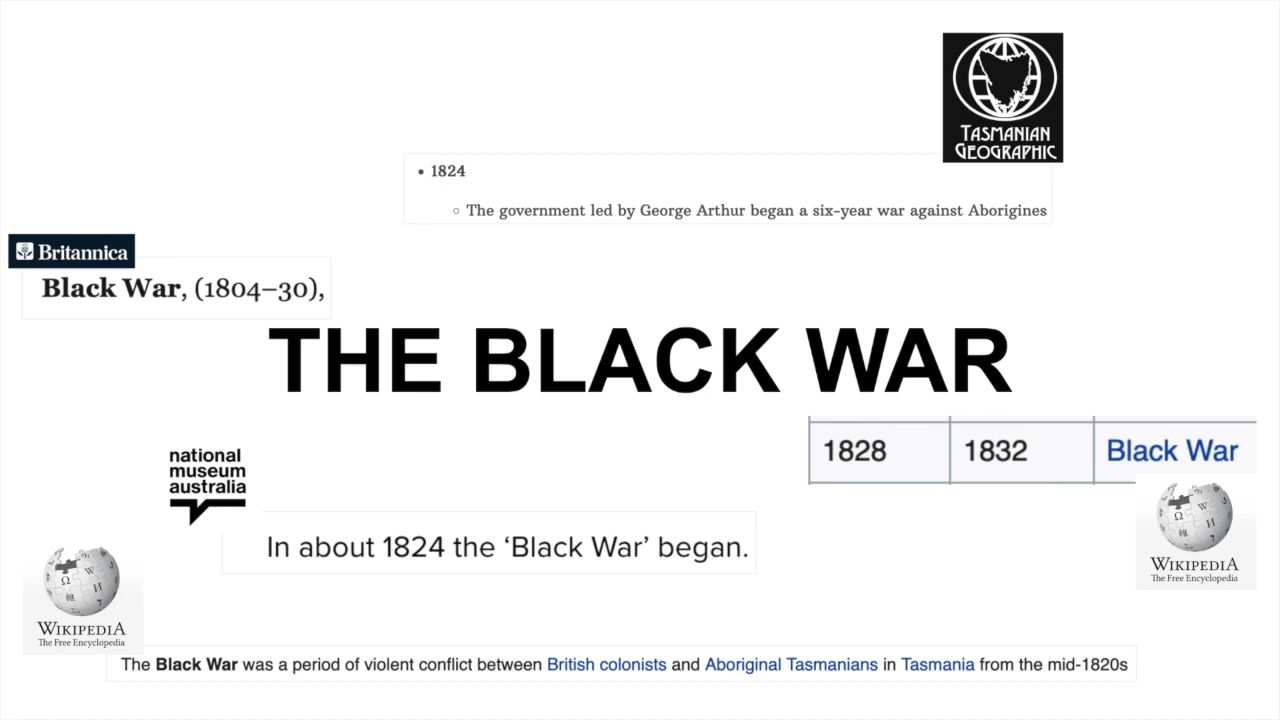 TASMANIAN
GEOGRAPHIC
• 1824
○ The government led by George Arthur began a six-year war against Aborigines
Britannica
Black War, (1804–30),
THE BLACK WAR
1828 1832 Black War
national
museum
australia
In about 1824 the ‘Black War’ began.
WIKIPEDIA
The Free Encyclopedia
WIKIPEDIA
The Free Encyclopedia
The Black War was a period of violent conflict between British colonists and Aboriginal Tasmanians in Tasmania from the mid-1820s